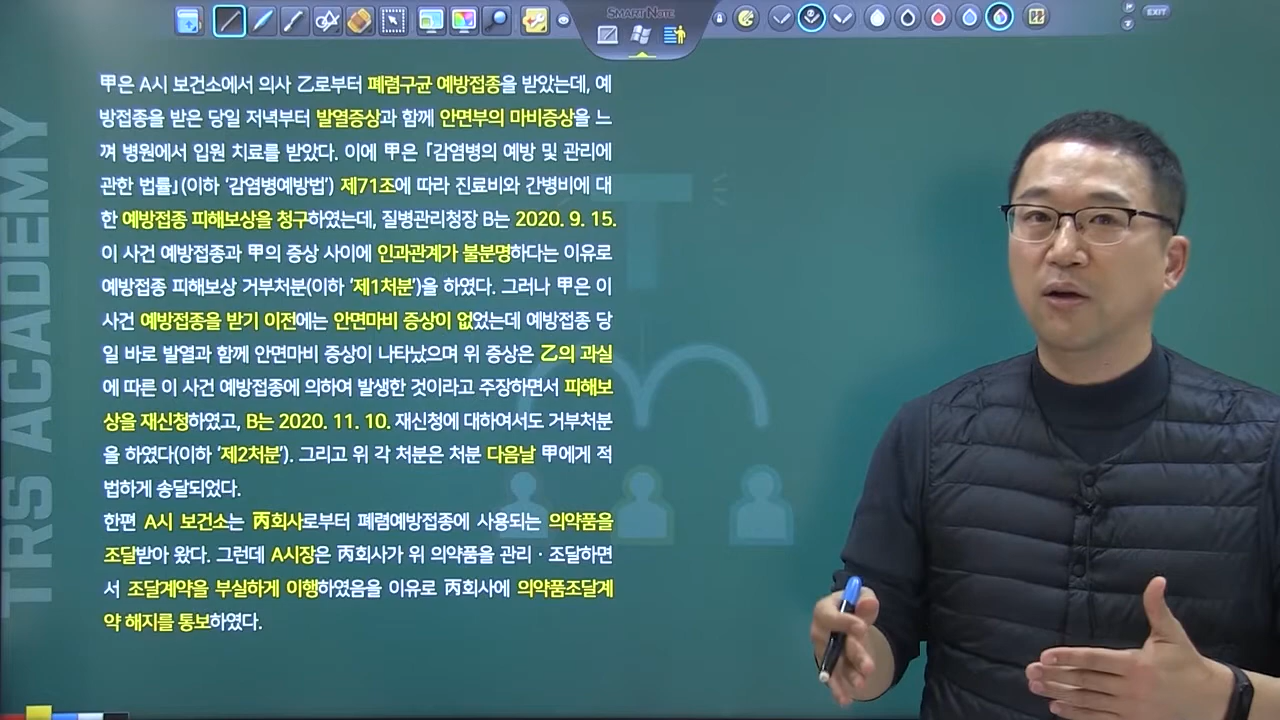 SMARTNOTE
EXIT
TRS ACADEMY
甲은 A시 보건소에서 의사 乙로부터 폐렴구균 예방접종을 받았는데, 예
방접종을 받은 당일 저녁부터 발열증상과 함께 안면부의 마비증상을 느
껴 병원에서 입원 치료를 받았다. 이에 甲은 「감염병의 예방 및 관리에
관한 법률」(이하 '감염병예방법') 제71조에 따라 진료비와 간병비에 대
한 예방접종 피해보상을 청구하였는데, 질병관리청장 B는 2020. 9. 15.
이 사건 예방접종과 甲의 증상 사이에 인과관계가 불분명하다는 이유로
예방접종 피해보상 거부처분(이하 '제1처분')을 하였다. 그러나 甲은 이
사건 예방접종을 받기 이전에는 안면마비 증상이 없었는데 예방접종 당
일 바로 발열과 함께 안면마비 증상이 나타났으며 위 증상은 乙의 과실
에 따른 이 사건 예방접종에 의하여 발생한 것이라고 주장하면서 피해보
상을 재신청하였고, B는 2020. 11. 10. 재신청에 대하여서도 거부처분
을 하였다(이하 '제2처분'). 그리고 위 각 처분은 처분 다음날 甲에게 적
법하게 송달되었다.
한편 A시 보건소는 丙회사로부터 폐렴예방접종에 사용되는 의약품을
조달받아 왔다. 그런데 A시장은 丙회사가 위 의약품을 관리 · 조달하면
서 조달계약을 부실하게 이행하였음을 이유로 丙회사에 의약품조달계
약 해지를 통보하였다.